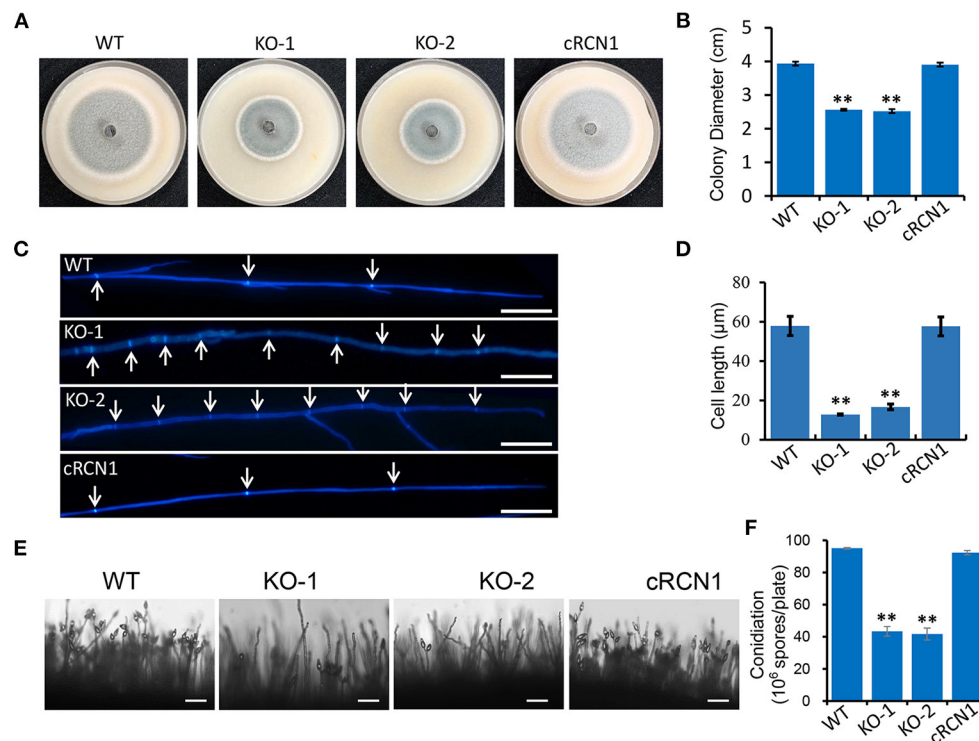 A
WT KO-1 KO-2 cRCN1
B
Colony Diameter (cm)
5
4
3
2
1
0
** **
WT KO-1 KO-2 cRCN1
C
WT
KO-1
KO-2
cRCN1
D
Cell length (µm)
80
60
40
20
0
** **
WT KO-1 KO-2 cRCN1
E
WT KO-1 KO-2 cRCN1
F
Conidiation
(10⁶ spores/plate)
100
80
60
40
20
0
** **
WT KO-1 KO-2 cRCN1